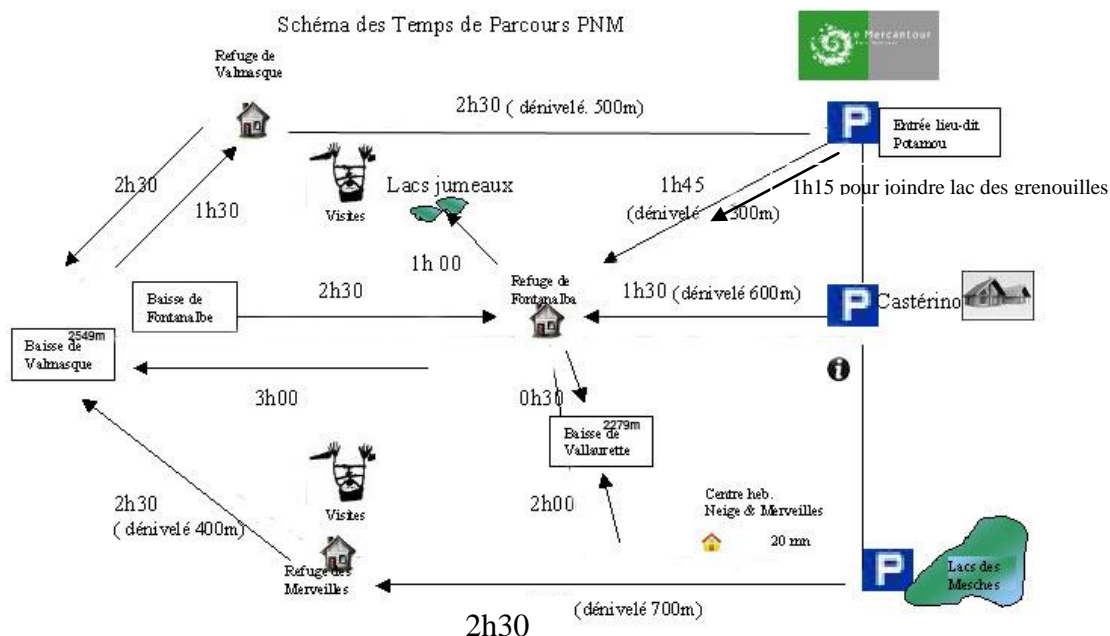 Schéma des Temps de Parcours PNM
Le Mercantour
Refuge de
Valmasque
2h30 ( dénivelé. 500m)
P
Entrée lieu-dit
Potamou
2h30
1h30
Visites
Lacs jumeaux
1h45
(dénivelé 300m)
1h15 pour joindre lac des grenouilles
1h 00
Baisse de
Fontanalbe
2h30
Refuge de
Fontanalba
1h30 (dénivelé 600m)
P
Castérino
2549m
Baisse de
Valmasque
3h00
0h30
i
2279m
Baisse de
Vallaurette
Visites
2h30
( dénivelé 400m)
2h00
Centre heb.
Neige & Merveilles
20 mn
Refuge des
Merveilles
P
Lacs des
Mesches
(dénivelé 700m)
2h30